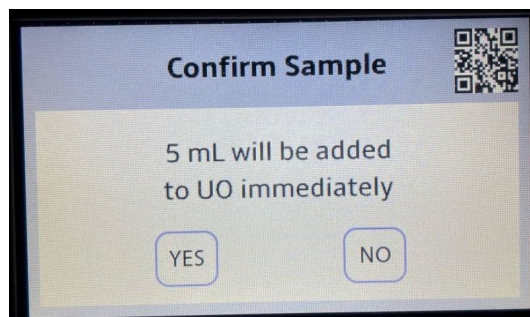 Confirm Sample
5 mL will be added
to UO immediately
YES NO